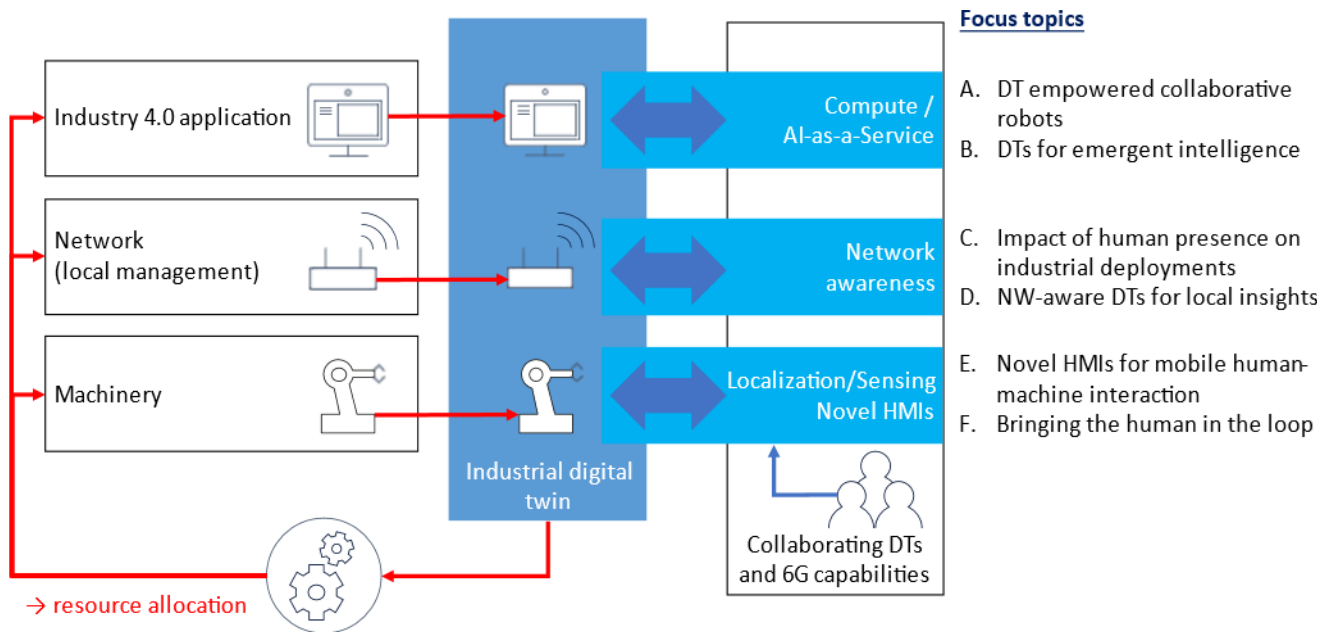 Focus topics
Industry 4.0 application
Compute /
AI-as-a-Service
A. DT empowered collaborative
robots
B. DTs for emergent intelligence
Network
(local management)
Network
awareness
C. Impact of human presence on
industrial deployments
D. NW-aware DTs for local insights
Machinery
Localization/Sensing
Novel HMIs
E. Novel HMIs for mobile human-
machine interaction
F. Bringing the human in the loop
Industrial digital
twin
Collaborating DTs
and 6G capabilities
→ resource allocation